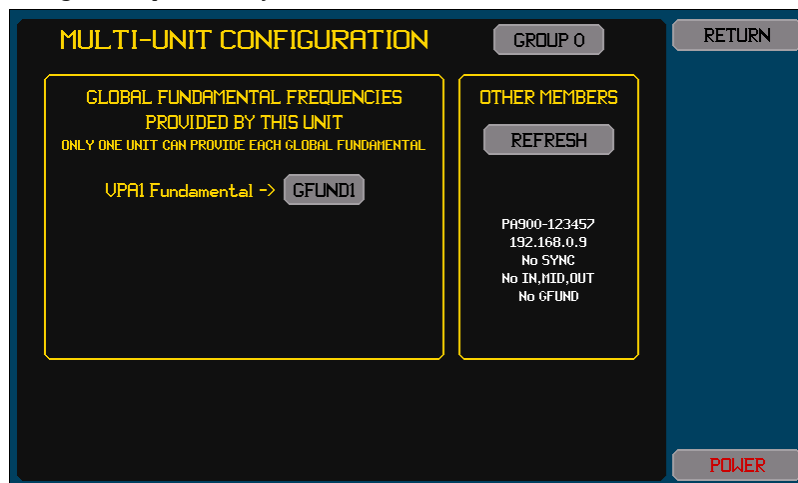 MULTI-UNIT CONFIGURATION
GROUP 0
RETURN
GLOBAL FUNDAMENTAL FREQUENCIES
PROVIDED BY THIS UNIT
ONLY ONE UNIT CAN PROVIDE EACH GLOBAL FUNDAMENTAL
VPA1 Fundamental -> GFUND1
OTHER MEMBERS
REFRESH
PA900-123457
192.168.0.9
No SYNC
No IN,MID,OUT
No GFUND
POWER